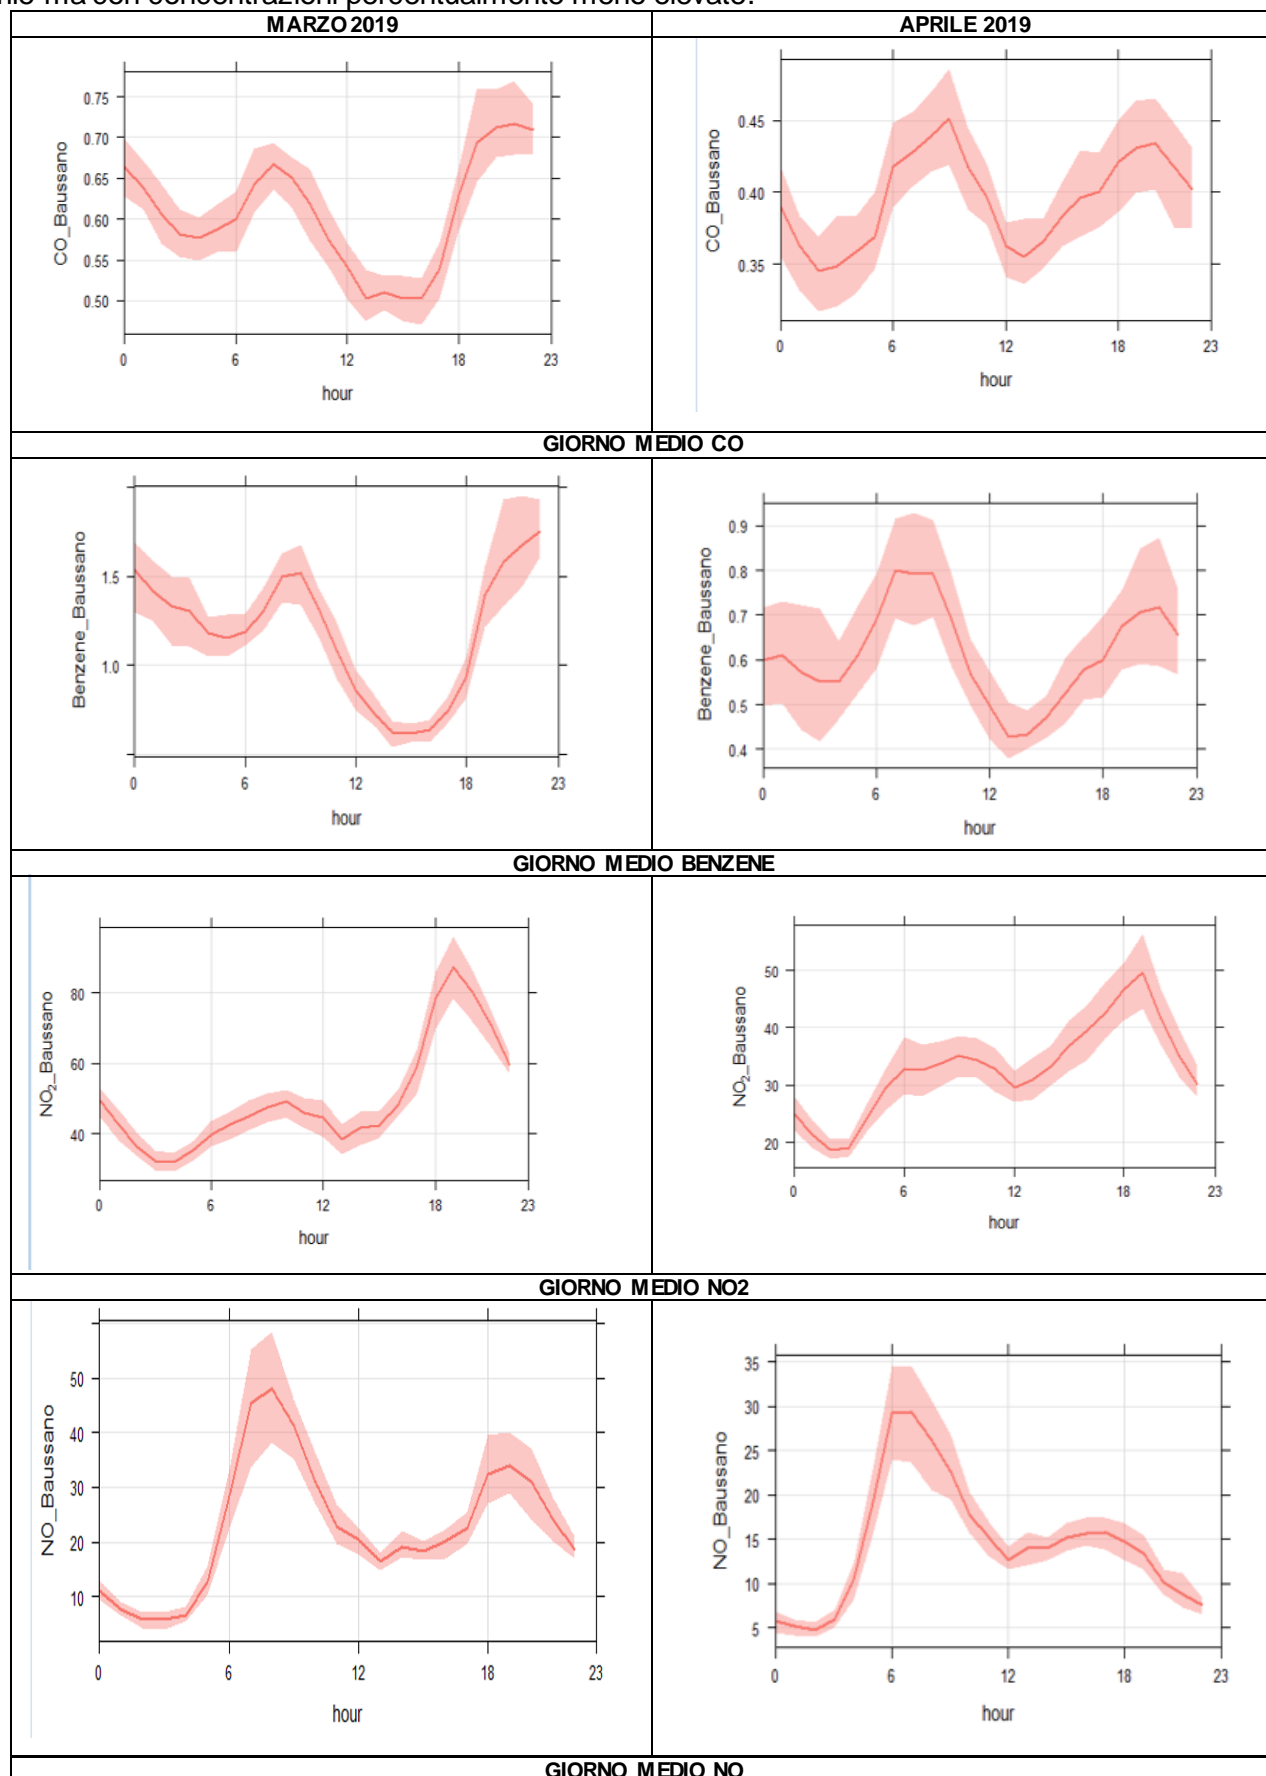 ma con concentrazioni percentualmente meno elevate.
MARZO 2019
APRILE 2019
0.75
0.70
0.65
0.60
0.55
0.50
CO_Baussano
0 6 12 18 23
hour
0.45
0.40
0.35
CO_Baussano
0 6 12 18 23
hour
GIORNO MEDIO CO
1.5
1.0
Benzene_Baussano
0 6 12 18 23
hour
0.9
0.8
0.7
0.6
0.5
0.4
Benzene_Baussano
0 6 12 18 23
hour
GIORNO MEDIO BENZENE
80
60
40
NO₂_Baussano
0 6 12 18 23
hour
50
40
30
20
NO₂_Baussano
0 6 12 18 23
hour
GIORNO MEDIO NO2
50
40
30
20
10
NO_Baussano
0 6 12 18 23
hour
35
30
25
20
15
10
5
NO_Baussano
0 6 12 18 23
hour
GIORNO MEDIO NO